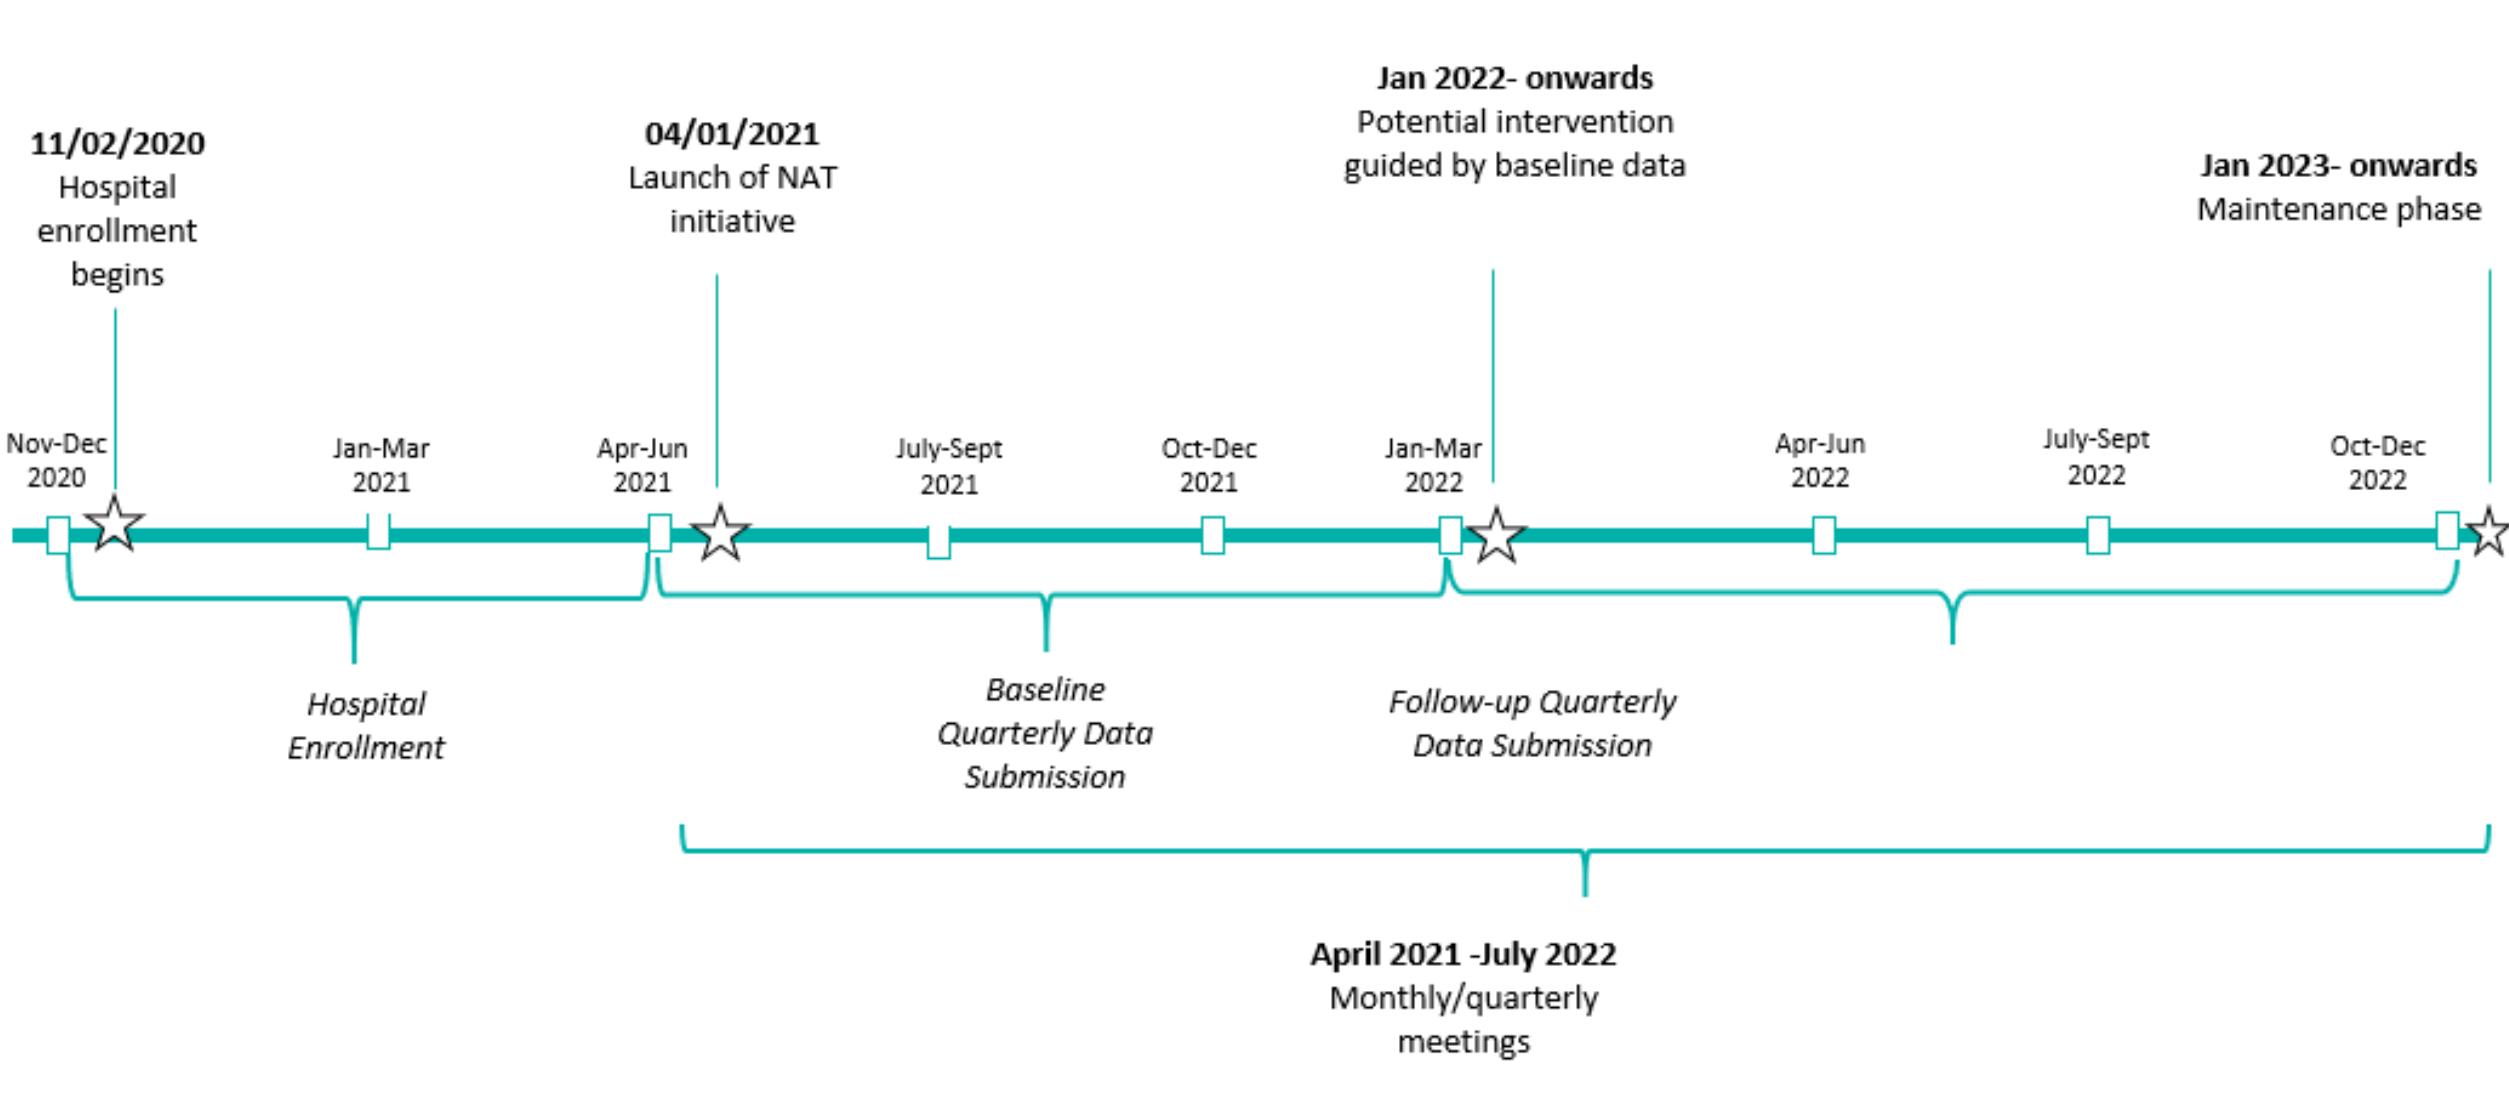 Jan 2022- onwards
Potential intervention
guided by baseline data
11/02/2020
Hospital
enrollment
begins
04/01/2021
Launch of NAT
initiative
Jan 2023- onwards
Maintenance phase
Nov-Dec
2020
Jan-Mar
2021
Apr-Jun
2021
July-Sept
2021
Oct-Dec
2021
Jan-Mar
2022
Apr-Jun
2022
July-Sept
2022
Oct-Dec
2022
Hospital
Enrollment
Baseline
Quarterly Data
Submission
Follow-up Quarterly
Data Submission
April 2021 -July 2022
Monthly/quarterly
meetings